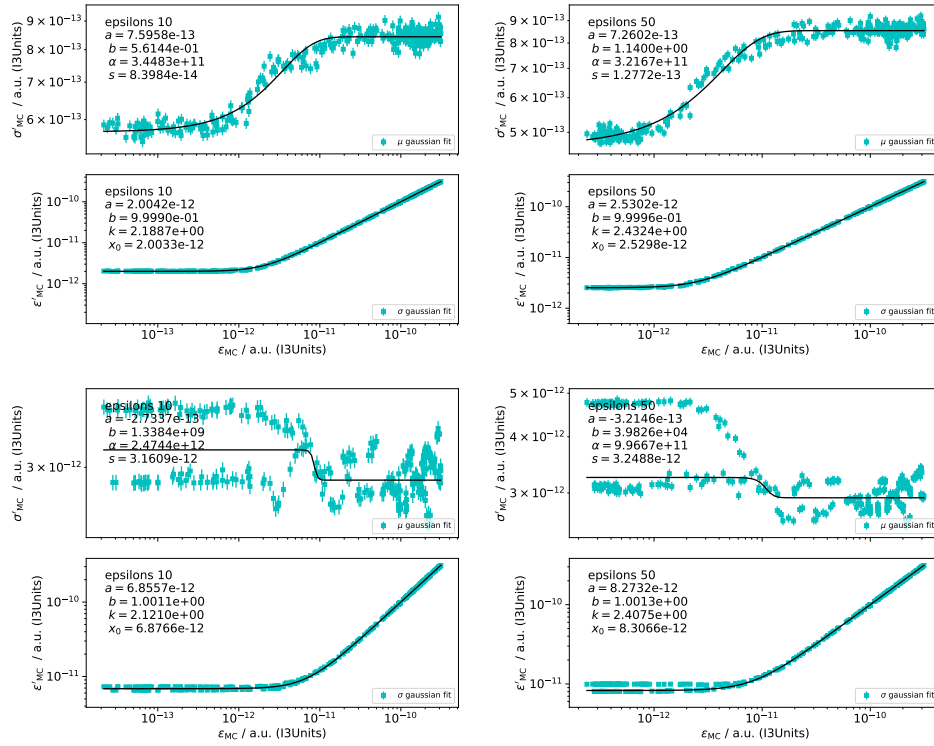 epsilons 10
a = 7.5958e-13
b = 5.6144e-01
α = 3.4483e+11
s = 8.3984e-14
9 × 10⁻¹³
8 × 10⁻¹³
7 × 10⁻¹³
6 × 10⁻¹³
σ′MC / a.u. (I3Units)
μ gaussian fit
epsilons 50
a = 7.2602e-13
b = 1.1400e+00
α = 3.2167e+11
s = 1.2772e-13
9 × 10⁻¹³
8 × 10⁻¹³
7 × 10⁻¹³
6 × 10⁻¹³
5 × 10⁻¹³
σ′MC / a.u. (I3Units)
μ gaussian fit
epsilons 10
a = 2.0042e-12
b = 9.9990e-01
k = 2.1887e+00
x₀ = 2.0033e-12
10⁻¹⁰
10⁻¹¹
10⁻¹²
ε′MC / a.u. (I3Units)
σ gaussian fit
10⁻¹³ 10⁻¹² 10⁻¹¹ 10⁻¹⁰
εMC / a.u. (I3Units)
epsilons 50
a = 2.5302e-12
b = 9.9996e-01
k = 2.4324e+00
x₀ = 2.5298e-12
10⁻¹⁰
10⁻¹¹
10⁻¹²
ε′MC / a.u. (I3Units)
σ gaussian fit
10⁻¹² 10⁻¹¹ 10⁻¹⁰
εMC / a.u. (I3Units)
epsilons 10
a = -2.7337e-13
b = 1.3384e+09
α = 2.4744e+12
s = 3.1609e-12
3 × 10⁻¹²
σ′MC / a.u. (I3Units)
μ gaussian fit
epsilons 50
a = -3.2146e-13
b = 3.9826e+04
α = 9.9667e+11
s = 3.2488e-12
5 × 10⁻¹²
4 × 10⁻¹²
3 × 10⁻¹²
σ′MC / a.u. (I3Units)
μ gaussian fit
epsilons 10
a = 6.8557e-12
b = 1.0011e+00
k = 2.1210e+00
x₀ = 6.8766e-12
10⁻¹⁰
10⁻¹¹
ε′MC / a.u. (I3Units)
σ gaussian fit
10⁻¹³ 10⁻¹² 10⁻¹¹ 10⁻¹⁰
εMC / a.u. (I3Units)
epsilons 50
a = 8.2732e-12
b = 1.0013e+00
k = 2.4075e+00
x₀ = 8.3066e-12
10⁻¹⁰
10⁻¹¹
ε′MC / a.u. (I3Units)
σ gaussian fit
10⁻¹² 10⁻¹¹ 10⁻¹⁰
εMC / a.u. (I3Units)